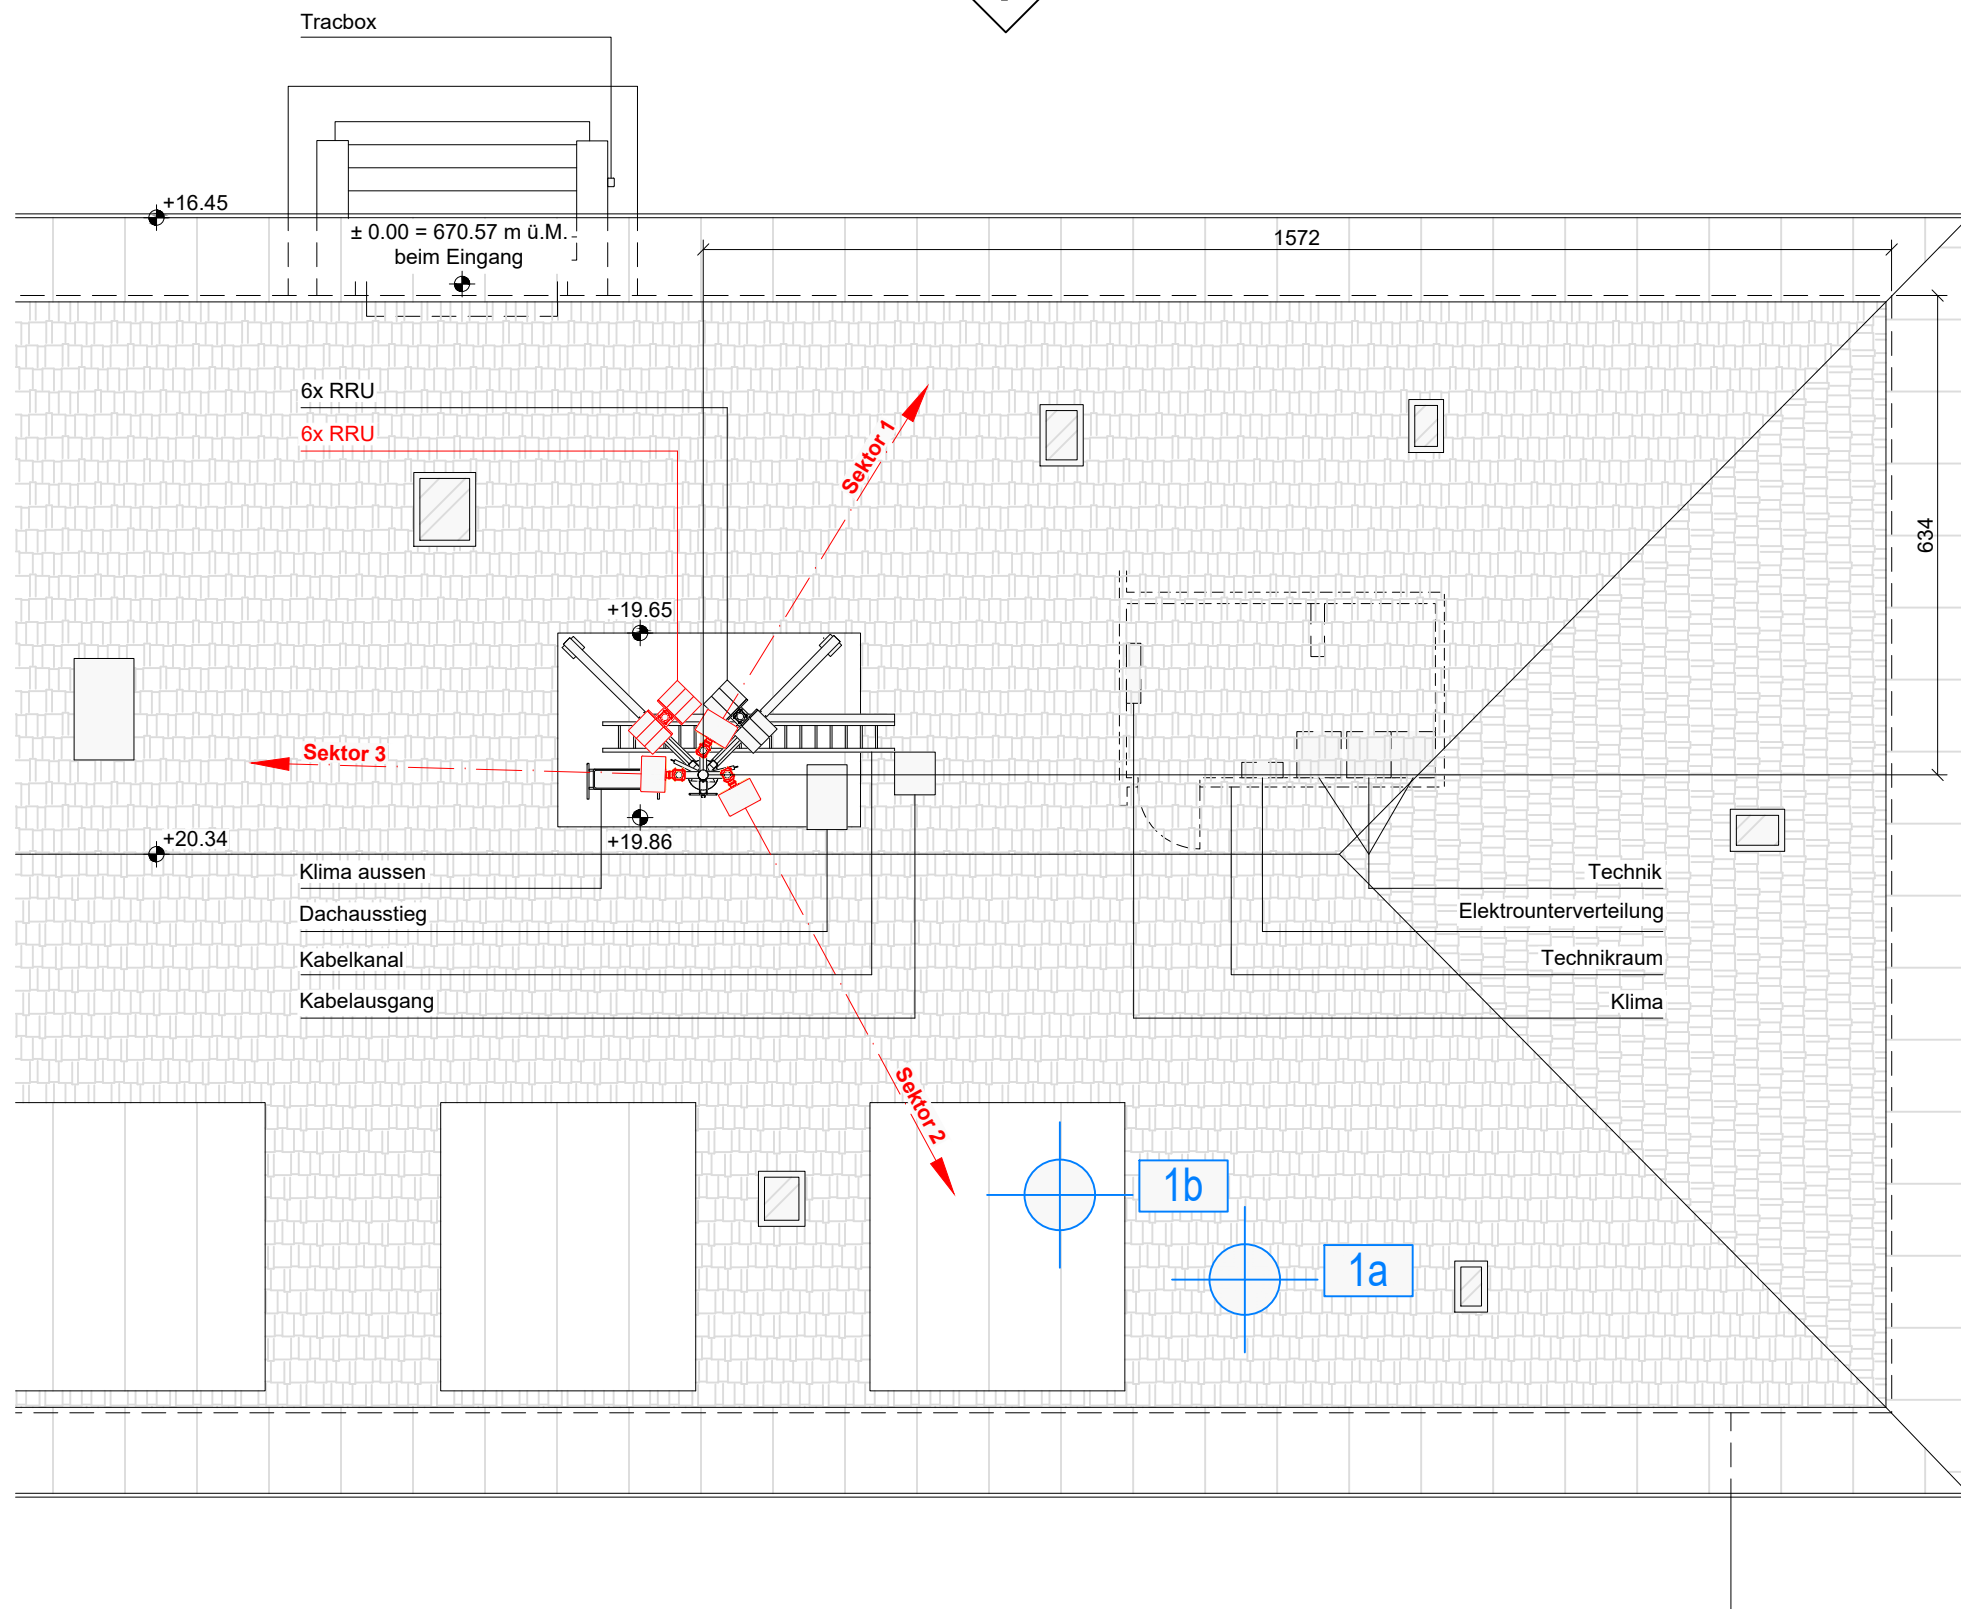 Tracbox
+16.45
± 0.00 = 670.57 m ü.M.
beim Eingang
1572
6x RRU
6x RRU
Sektor 1
634
+19.65
Sektor 3
+19.86
+20.34
Klima aussen
Dachausstieg
Kabelkanal
Kabelausgang
Technik
Elektrounterverteilung
Technikraum
Klima
Sektor 2
1b
1a